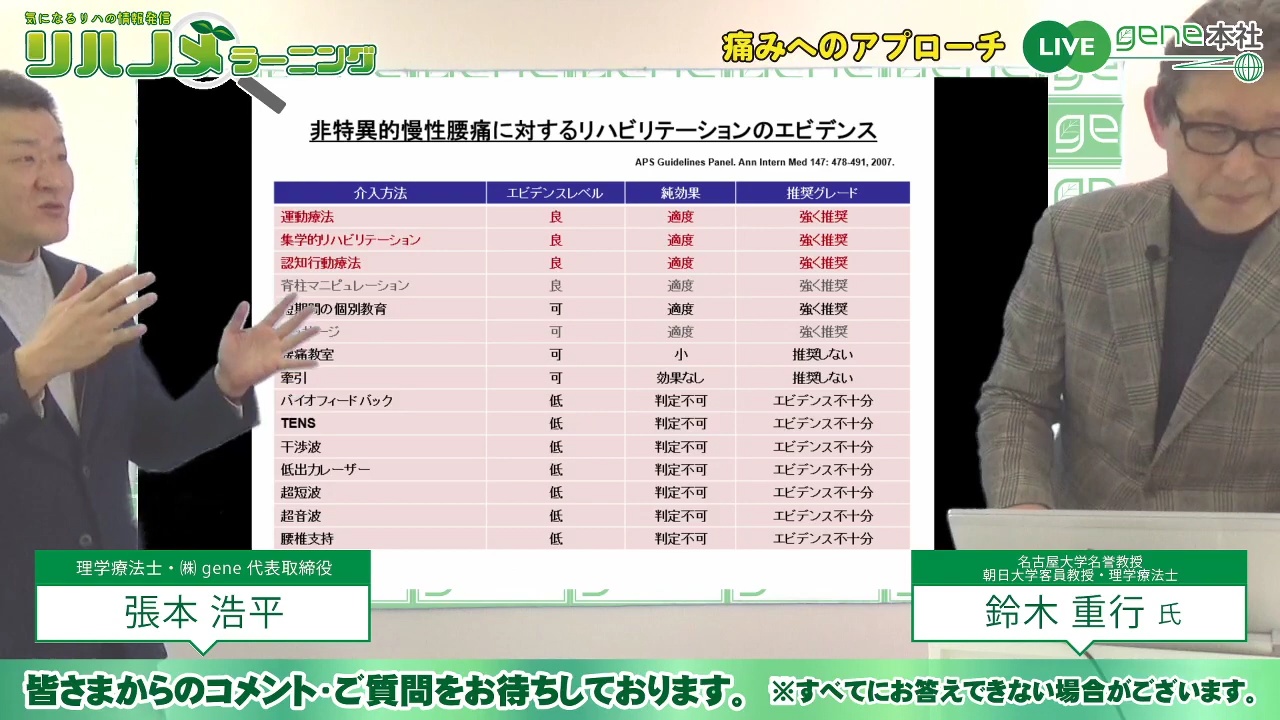 気になるリハの情報発信
リハノメラーニング
痛みへのアプローチ
LIVE
gene本社
非特異的慢性腰痛に対するリハビリテーションのエビデンス
APS Guidelines Panel. Ann Intern Med 147: 478-491, 2007.
介入方法 エビデンスレベル 純効果 推奨グレード
運動療法 良 適度 強く推奨
集学的リハビリテーション 良 適度 強く推奨
認知行動療法 良 適度 強く推奨
脊柱マニピュレーション 良 適度 強く推奨
短期間の個別教育 可 適度 強く推奨
ージ 可 適度 強く推奨
腰痛教室 可 小 推奨しない
牽引 可 効果なし 推奨しない
バイオフィードバック 低 判定不可 エビデンス不十分
TENS 低 判定不可 エビデンス不十分
干渉波 低 判定不可 エビデンス不十分
低出力レーザー 低 判定不可 エビデンス不十分
超短波 低 判定不可 エビデンス不十分
超音波 低 判定不可 エビデンス不十分
腰椎支持 低 判定不可 エビデンス不十分
ge
理学療法士・㈱gene 代表取締役
張本 浩平
名古屋大学名誉教授
朝日大学客員教授・理学療法士
鈴木 重行 氏
皆さまからのコメント・ご質問をお待ちしております。 ※すべてにお答えできない場合がございます。